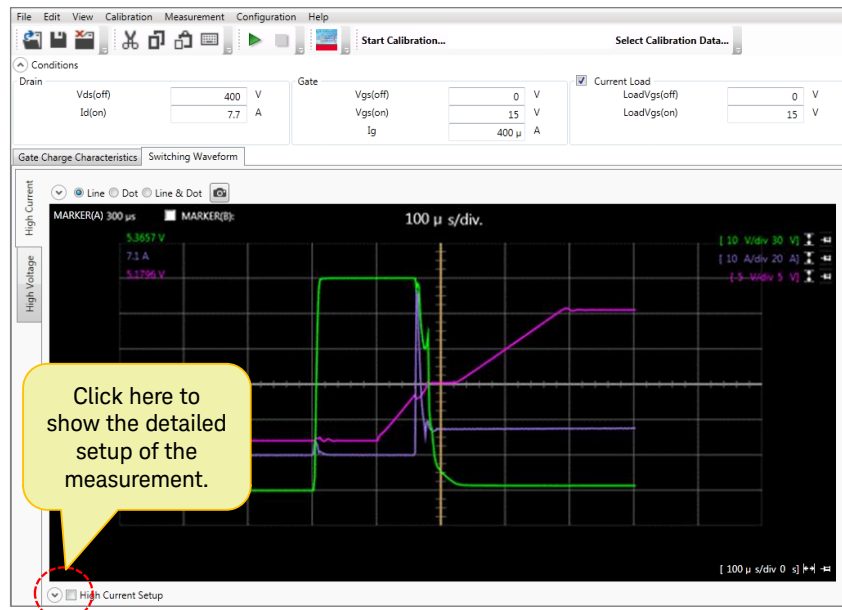 File Edit View Calibration Measurement Configuration Help
Start Calibration... Select Calibration Data...
Conditions
Drain Gate Current Load
Vds(off) 400 V Vgs(off) 0 V LoadVgs(off) 0 V
Id(on) 7.7 A Vgs(on) 15 V LoadVgs(on) 15 V
Ig 400 μ A
Gate Charge Characteristics Switching Waveform
High Current
High Voltage
Line Dot Line & Dot
MARKER(A) 300 μs MARKER(B): 100 μ s/div.
5.3657 V [ 10 V/div 30 V]
7.1 A [ 10 A/div 20 A]
5.1796 V [ 5 V/div 5 V]
Click here to
show the detailed
setup of the
measurement.
[ 100 μ s/div 0 s]
High Current Setup